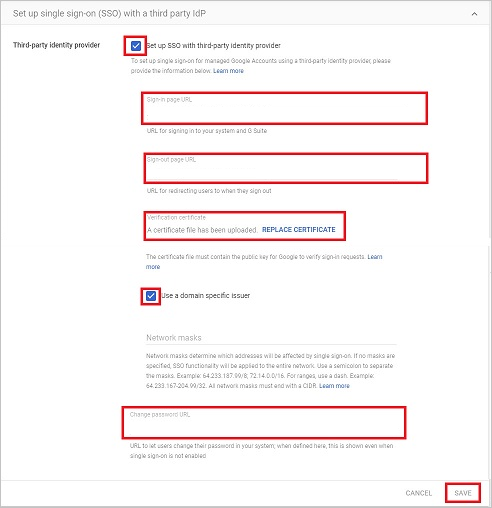 Set up single sign-on (SSO) with a third party IdP
Third-party identity provider
Set up SSO with third-party identity provider
To set up single sign-on for managed Google Accounts using a third-party identity provider, please
provide the information below. Learn more
Sign-in page URL
URL for signing in to your system and G Suite
Sign-out page URL
URL for redirecting users to when they sign out
Verification certificate
A certificate file has been uploaded. REPLACE CERTIFICATE
The certificate file must contain the public key for Google to verify sign-in requests. Learn
more
Use a domain specific issuer
Network masks
Network masks determine which addresses will be affected by single sign-on. If no masks are
specified, SSO functionality will be applied to the entire network. Use a semicolon to separate
the masks. Example: 64.233.187.99/8; 72.14.0.0/16. For ranges, use a dash. Example:
64.233.167-204.99/32. All network masks must end with a CIDR. Learn more
Change password URL
URL to let users change their password in your system, when defined here, this is shown even when
single sign-on is not enabled
CANCEL SAVE